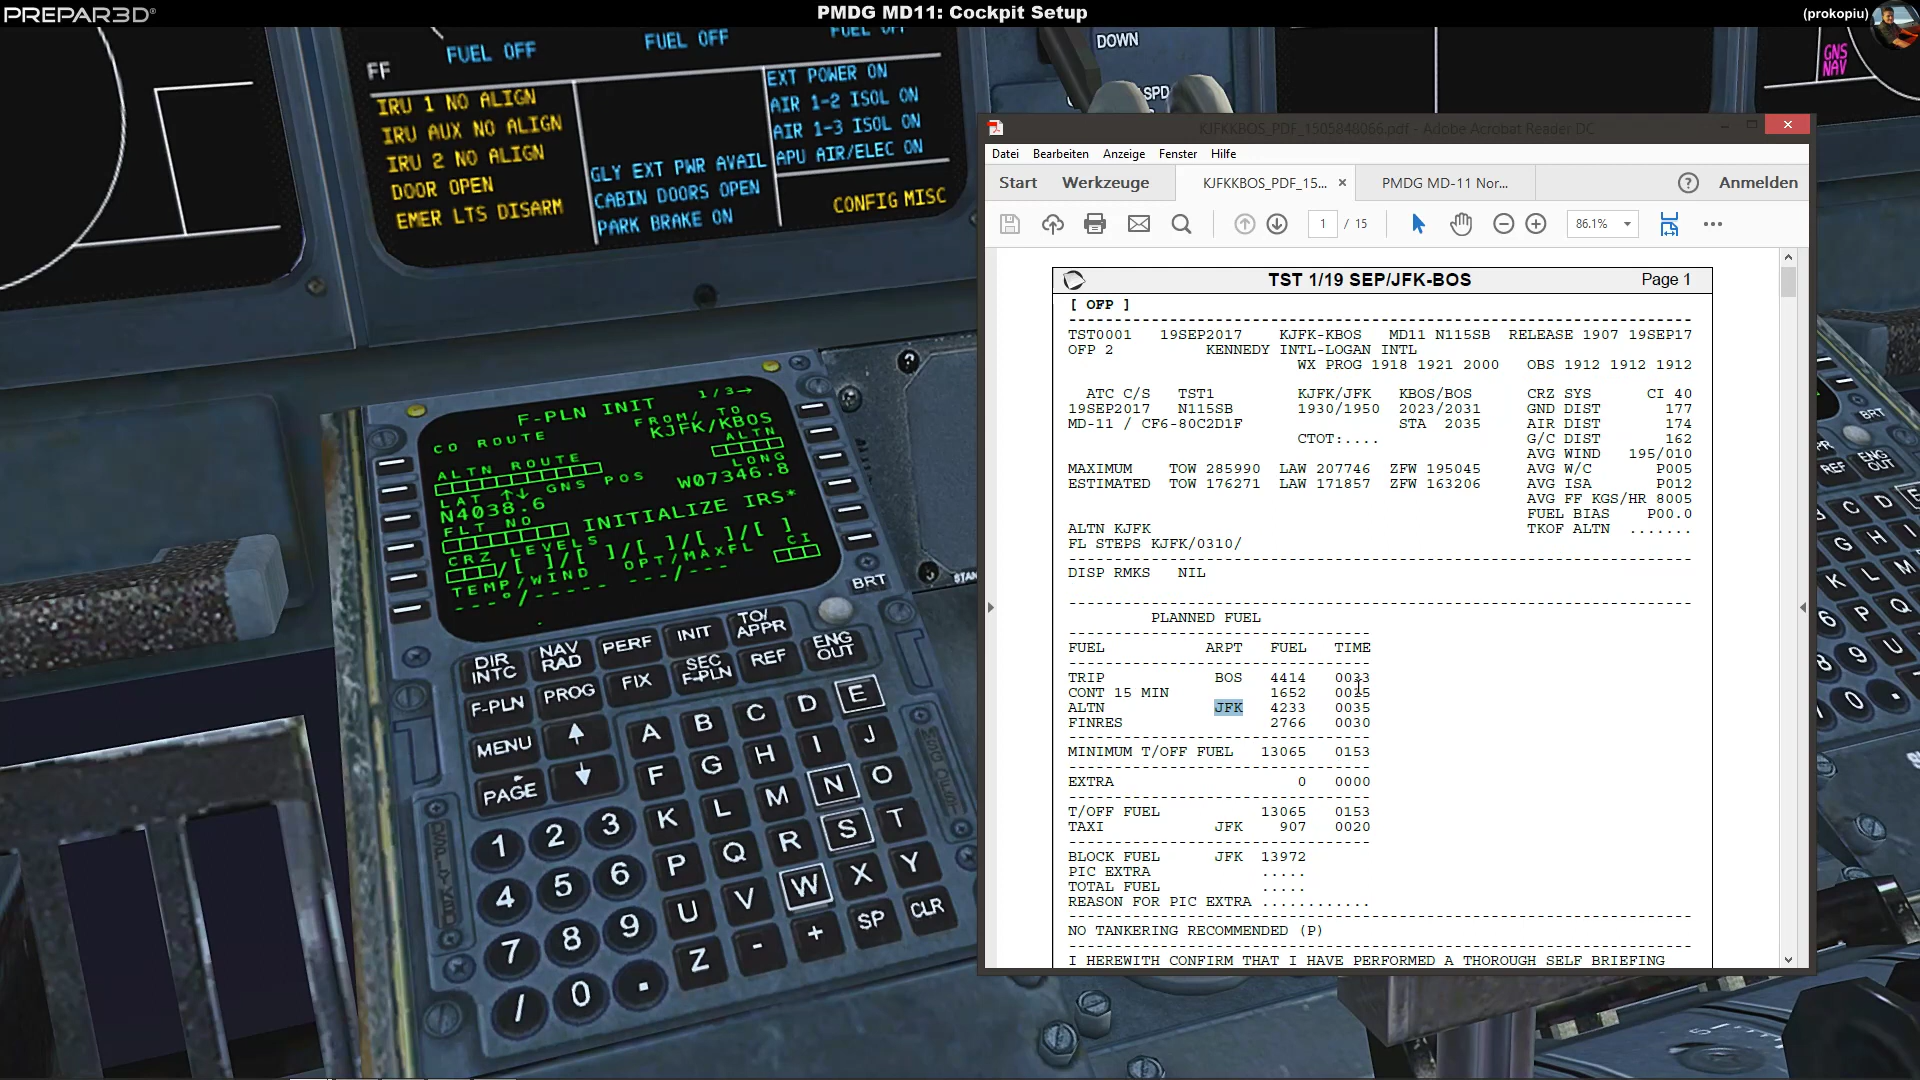 PREPAR3D
PMDG MD11: Cockpit Setup
(prokopiu)
FF
FUEL OFF
FUEL OFF
FUEL OFF
IRU 1 NO ALIGN
IRU AUX NO ALIGN
IRU 2 NO ALIGN
DOOR OPEN
EMER LTS DISARM
GLY EXT PWR AVAIL
CABIN DOORS OPEN
PARK BRAKE ON
EXT POWER ON
AIR 1-2 ISOL ON
AIR 1-3 ISOL ON
APU AIR/ELEC ON
CONFIG MISC
DOWN
GNS
NAV
F-PLN INIT 1/3→
CO ROUTE FROM/ TO
KJFK/KBOS
ALTN ROUTE ALTN
LAT ↑↓ GNS POS LONG
N4038.6 W07346.8
FLT NO INITIALIZE IRS*
CRZ LEVELS
/[ ]/[ ]/[ ]/[ ]
TEMP/WIND OPT/MAXFL CI
---°/----- ---/---
BRT
DIR INTC
NAV RAD
PERF
INIT
TO/ APPR
F-PLN
PROG
FIX
SEC F-PLN
REF
ENG OUT
MENU
PAGE
A B C D E
F G H I J
K L M N O
P Q R S T
U V W X Y
Z - + SP CLR
1 2 3
4 5 6
7 8 9
/ 0 .
KJFKKBOS_PDF_1505848066.pdf - Adobe Acrobat Reader DC
Datei Bearbeiten Anzeige Fenster Hilfe
Start Werkzeuge KJFKKBOS_PDF_15... PMDG MD-11 Nor... Anmelden
1 / 15 86.1%
TST 1/19 SEP/JFK-BOS Page 1
[ OFP ]
TST0001 19SEP2017 KJFK-KBOS MD11 N115SB RELEASE 1907 19SEP17
OFP 2 KENNEDY INTL-LOGAN INTL
WX PROG 1918 1921 2000 OBS 1912 1912 1912
ATC C/S TST1 KJFK/JFK KBOS/BOS CRZ SYS CI 40
19SEP2017 N115SB 1930/1950 2023/2031 GND DIST 177
MD-11 / CF6-80C2D1F STA 2035 AIR DIST 174
CTOT:.... G/C DIST 162
AVG WIND 195/010
MAXIMUM TOW 285990 LAW 207746 ZFW 195045 AVG W/C P005
ESTIMATED TOW 176271 LAW 171857 ZFW 163206 AVG ISA P012
AVG FF KGS/HR 8005
FUEL BIAS P00.0
ALTN KJFK TKOF ALTN .......
FL STEPS KJFK/0310/
DISP RMKS NIL
PLANNED FUEL
FUEL ARPT FUEL TIME
TRIP BOS 4414 0033
CONT 15 MIN 1652 0015
ALTN JFK 4233 0035
FINRES 2766 0030
MINIMUM T/OFF FUEL 13065 0153
EXTRA 0 0000
T/OFF FUEL 13065 0153
TAXI JFK 907 0020
BLOCK FUEL JFK 13972
PIC EXTRA .....
TOTAL FUEL .....
REASON FOR PIC EXTRA ............
NO TANKERING RECOMMENDED (P)
I HEREWITH CONFIRM THAT I HAVE PERFORMED A THOROUGH SELF BRIEFING
BRT
REF
ENG OUT